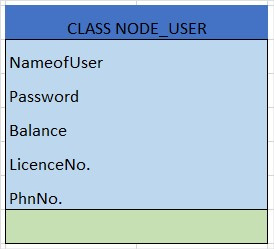 CLASS NODE_USER
NameofUser
Password
Balance
LicenceNo.
PhnNo.